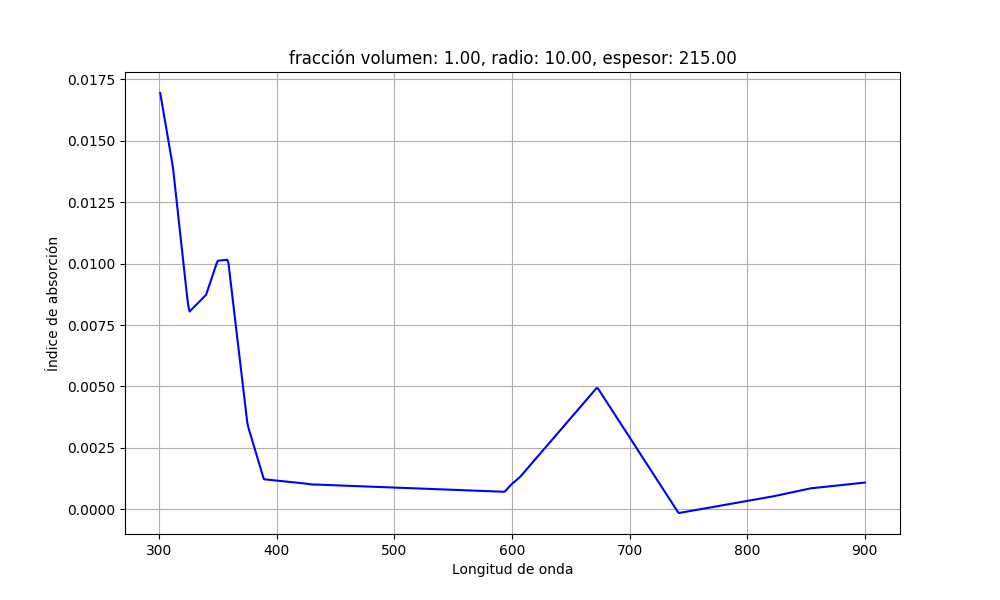 fracción volumen: 1.00, radio: 10.00, espesor: 215.00
0.0175
0.0150
0.0125
0.0100
0.0075
0.0050
0.0025
0.0000
Índice de absorción
300 400 500 600 700 800 900
Longitud de onda